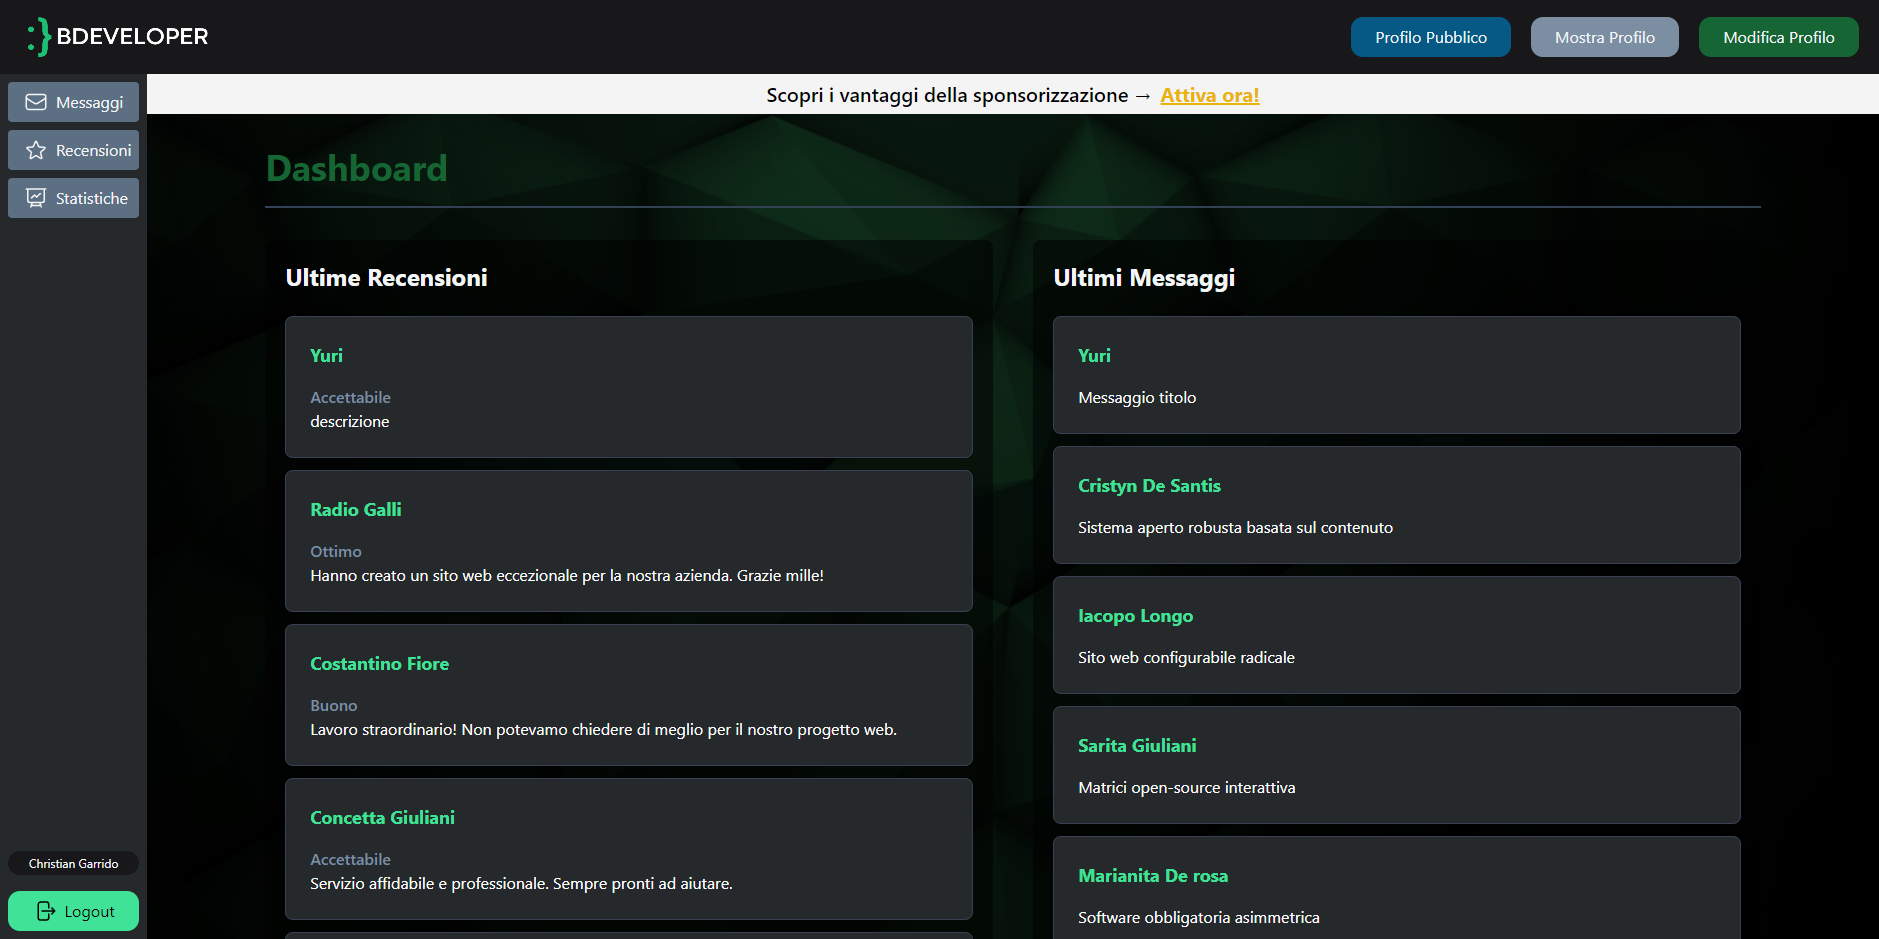 BDEVELOPER
Profilo Pubblico
Mostra Profilo
Modifica Profilo
Messaggi
Recensioni
Statistiche
Christian Garrido
Logout
Scopri i vantaggi della sponsorizzazione → Attiva ora!
Dashboard
Ultime Recensioni
Yuri
Accettabile
descrizione
Radio Galli
Ottimo
Hanno creato un sito web eccezionale per la nostra azienda. Grazie mille!
Costantino Fiore
Buono
Lavoro straordinario! Non potevamo chiedere di meglio per il nostro progetto web.
Concetta Giuliani
Accettabile
Servizio affidabile e professionale. Sempre pronti ad aiutare.
Ultimi Messaggi
Yuri
Messaggio titolo
Cristyn De Santis
Sistema aperto robusta basata sul contenuto
Iacopo Longo
Sito web configurabile radicale
Sarita Giuliani
Matrici open-source interattiva
Marianita De rosa
Software obbligatoria asimmetrica